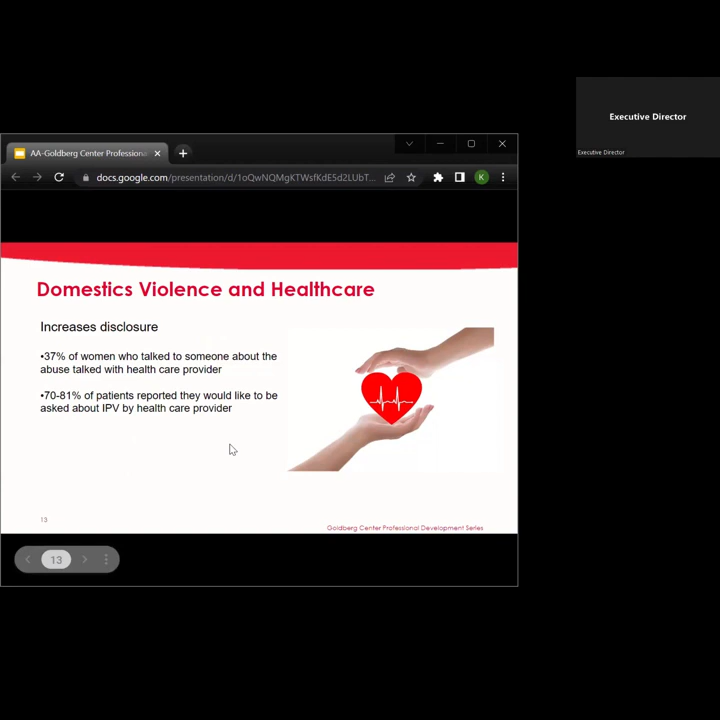 Executive Director
Executive Director
AA-Goldberg Center Professiona
docs.google.com/presentation/d/1oQwNQMgKTWsfKdE5d2LUbT...
K
Domestics Violence and Healthcare
Increases disclosure
•37% of women who talked to someone about the
abuse talked with health care provider
•70-81% of patients reported they would like to be
asked about IPV by health care provider
13
Goldberg Center Professional Development Series
13